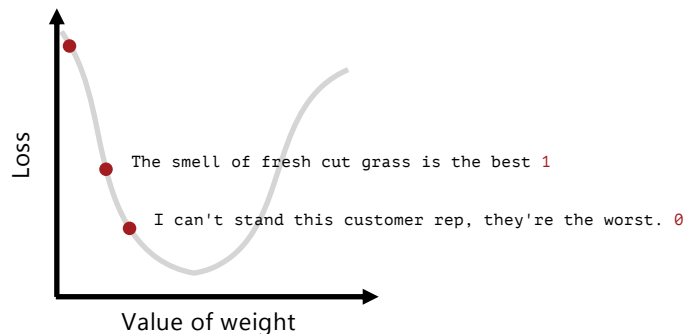 Loss
The smell of fresh cut grass is the best 1
I can't stand this customer rep, they're the worst. 0
Value of weight